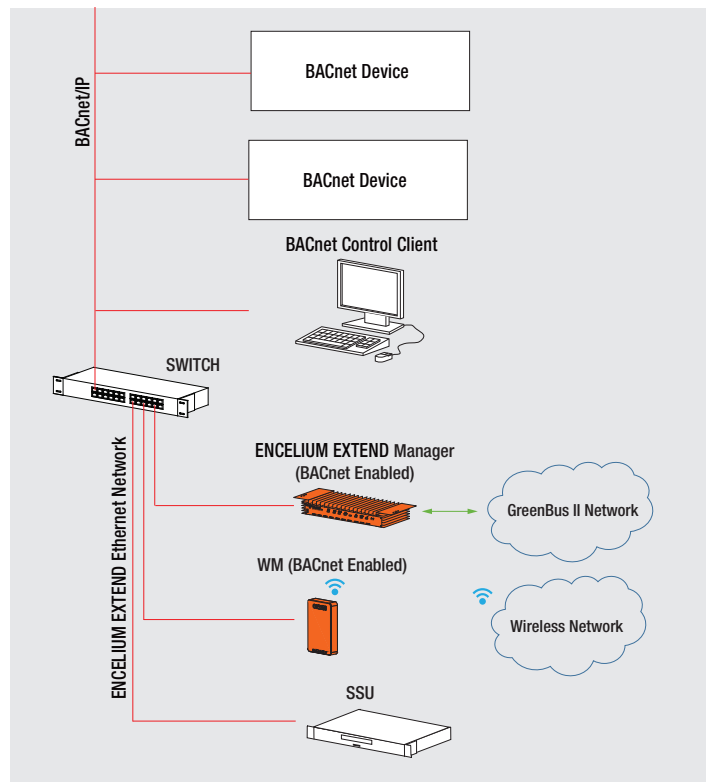 BACnet/IP
BACnet Device
BACnet Device
BACnet Control Client
SWITCH
ENCELIUM EXTEND Ethernet Network
ENCELIUM EXTEND Manager
(BACnet Enabled)
GreenBus II Network
WM (BACnet Enabled)
Wireless Network
SSU